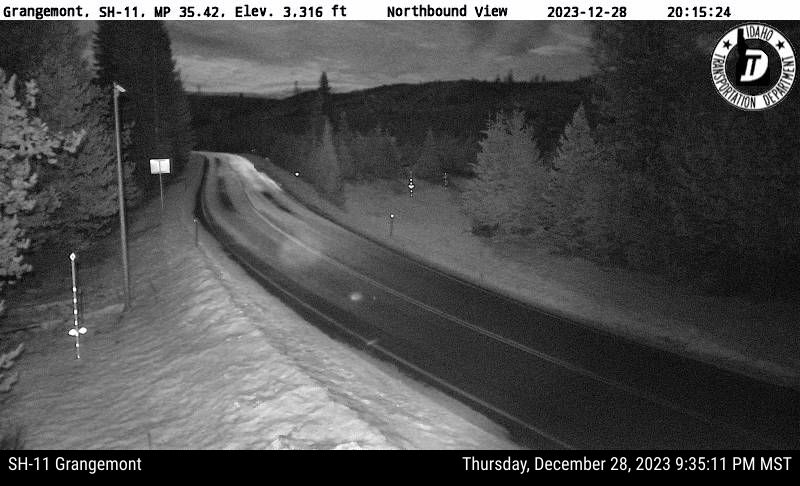 Grangemont, SH-11, MP 35.42, Elev. 3,316 ft Northbound View 2023-12-28 20:15:24
IDAHO
TRANSPORTATION DEPARTMENT
SH-11 Grangemont Thursday, December 28, 2023 9:35:11 PM MST